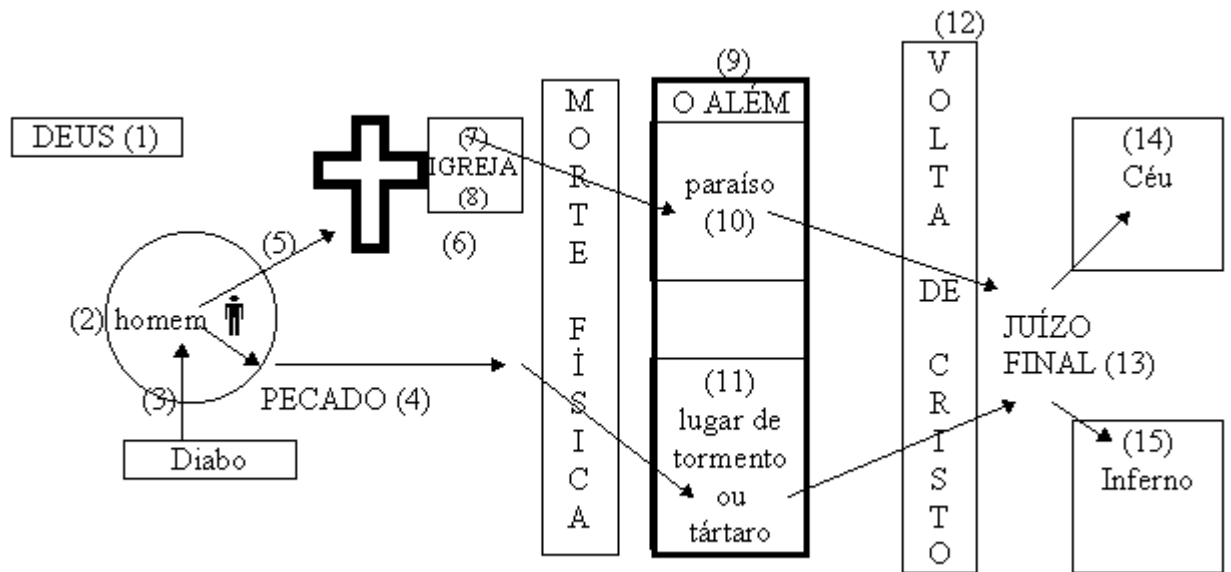 DEUS (1)
(2) homem
(3)
Diabo
PECADO (4)
(5)
(6)
(7)
IGREJA
(8)
M
O
R
T
E
F
Í
S
I
C
A
(9)
O ALÉM
paraíso
(10)
(11)
lugar de
tormento
ou
tártaro
(12)
V
O
L
T
A
DE
C
R
I
S
T
O
JUÍZO
FINAL (13)
(14)
Céu
(15)
Inferno